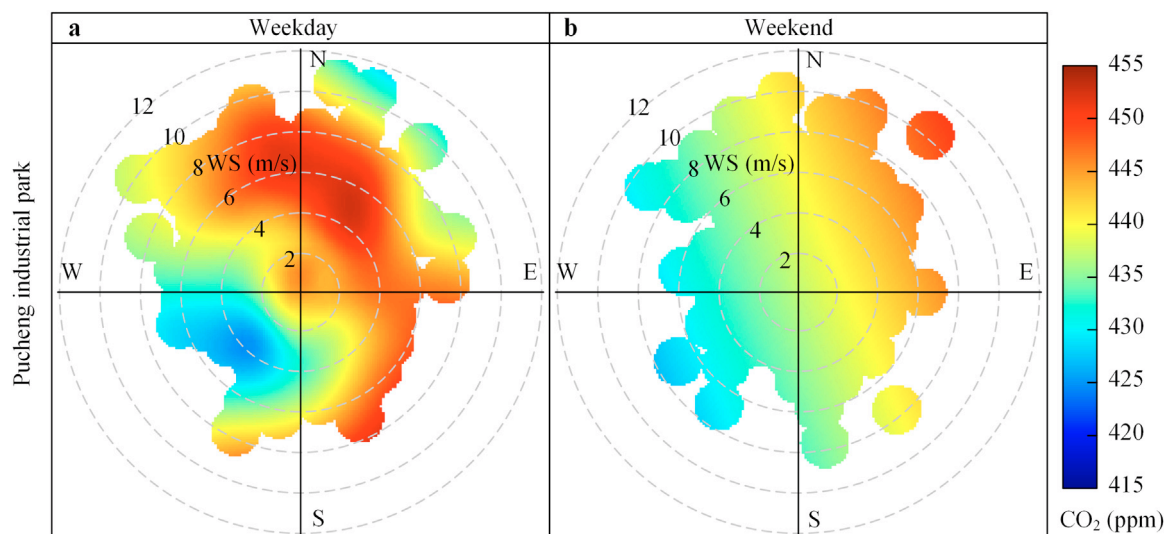 a Weekday
b Weekend
Pucheng industrial park
N
12
10
8 WS (m/s)
6
4
2
W
E
S
N
12
10
8 WS (m/s)
6
4
2
W
E
S
455
450
445
440
435
430
425
420
415
CO₂ (ppm)